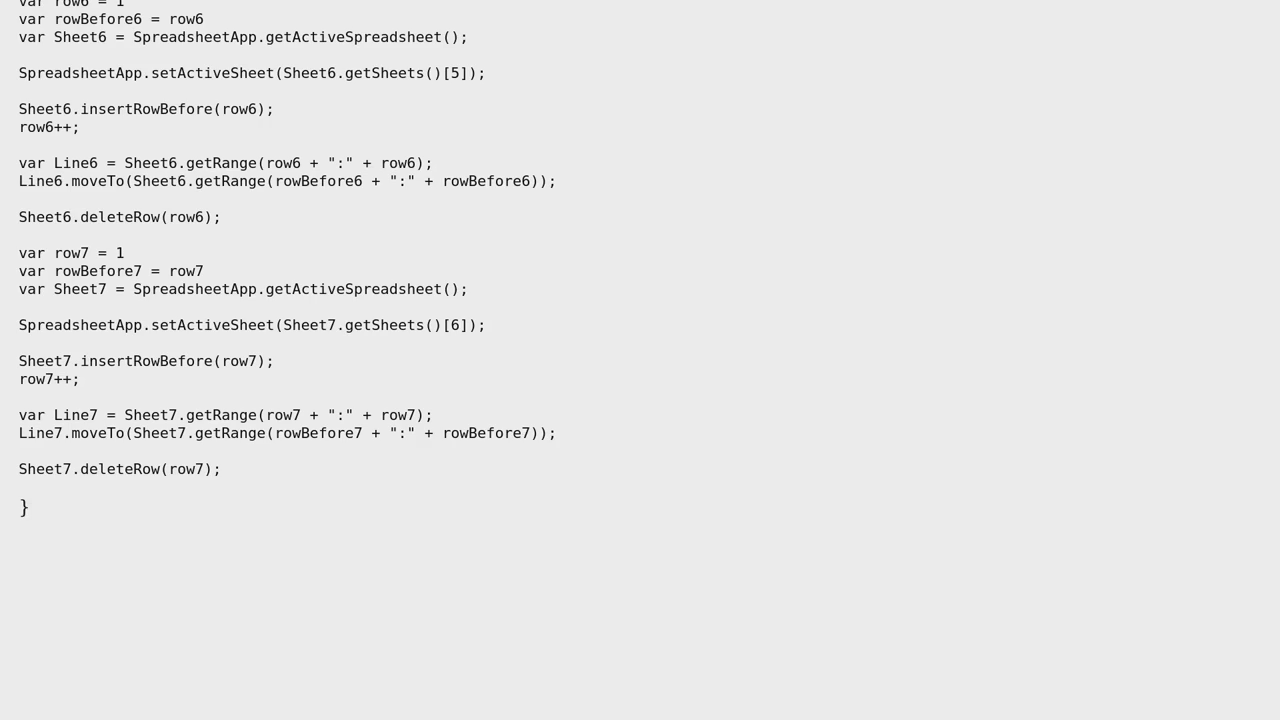 var row6 = 1
var rowBefore6 = row6
var Sheet6 = SpreadsheetApp.getActiveSpreadsheet();
SpreadsheetApp.setActiveSheet(Sheet6.getSheets()[5]);
Sheet6.insertRowBefore(row6);
row6++;
var Line6 = Sheet6.getRange(row6 + ":" + row6);
Line6.moveTo(Sheet6.getRange(rowBefore6 + ":" + rowBefore6));
Sheet6.deleteRow(row6);
var row7 = 1
var rowBefore7 = row7
var Sheet7 = SpreadsheetApp.getActiveSpreadsheet();
SpreadsheetApp.setActiveSheet(Sheet7.getSheets()[6]);
Sheet7.insertRowBefore(row7);
row7++;
var Line7 = Sheet7.getRange(row7 + ":" + row7);
Line7.moveTo(Sheet7.getRange(rowBefore7 + ":" + rowBefore7));
Sheet7.deleteRow(row7);
}